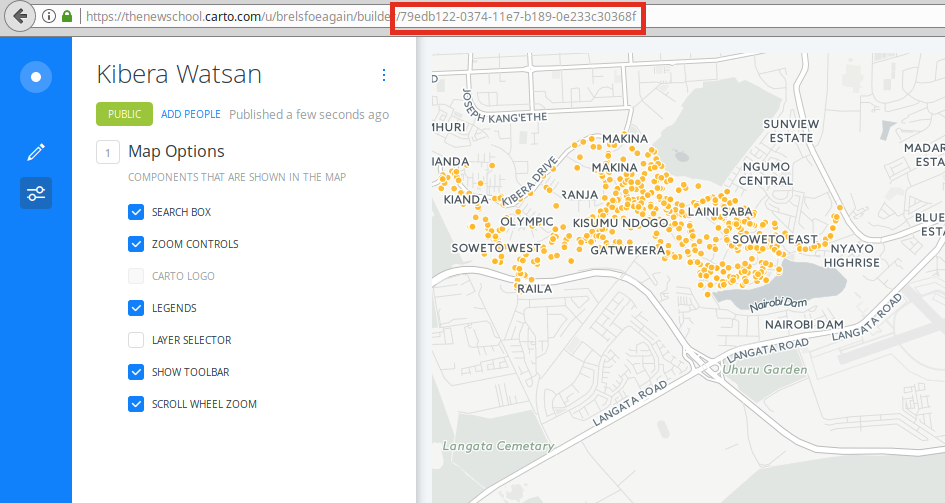 https://thenewschool.carto.com/u/brelsfoeagain/builde/79edb122-0374-11e7-b189-0e233c30368f
Kibera Watsan
PUBLIC ADD PEOPLE Published a few seconds ago
1 Map Options
COMPONENTS THAT ARE SHOWN IN THE MAP
SEARCH BOX
ZOOM CONTROLS
CARTO LOGO
LEGENDS
LAYER SELECTOR
SHOW TOOLBAR
SCROLL WHEEL ZOOM
D
JOSEPH KANG'ETHE
MHURI
MAKINA
SUNVIEW
ESTATE
MADAR
ESTA
IANDA
KIBERA DRIVE
MAKINA
NGUMO
CENTRAL
KIANDA
RANJA
OLYMPIC
KISUMU NDOGO
LAINI SABA
BLUE
ESTA
SOWETO WEST
GATWEKERA
SOWETO EAST
NYAYO
HIGHRISE
RAILA
Nairobi Dam
NAIROBI DAM
LANGATA ROAD
LANGATA ROAD
Uhuru Garden
LANGATA ROAD
Langata Cemetary